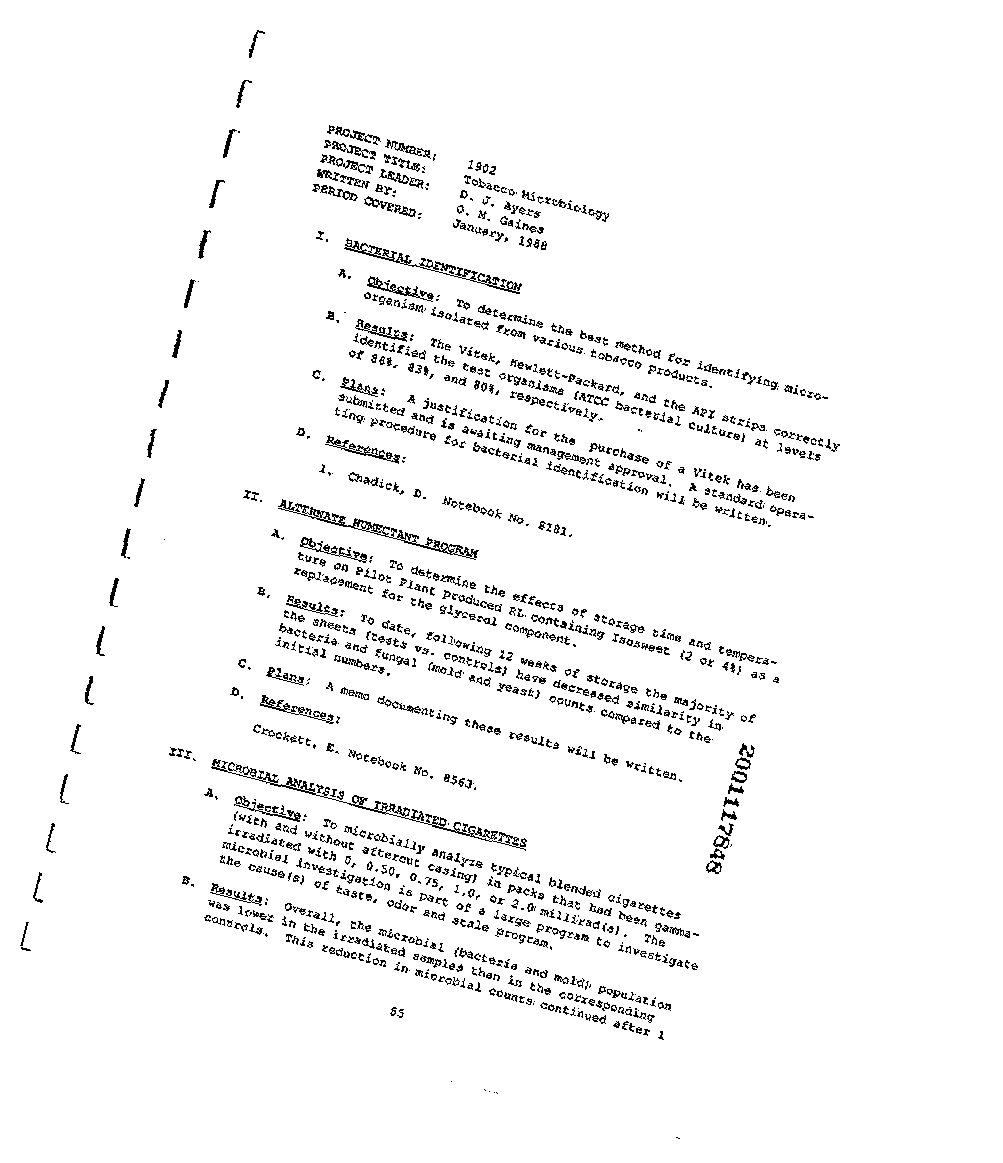 PROJECT NUMBER: 1902
PROJECT TITLE: Tobacco Microbiology
PROJECT LEADER: D. J. Ayers
WRITTEN BY: O. M. Gaines
PERIOD COVERED: January, 1988
I. BACTERIAL IDENTIFICATION
A. Objective: To determine the best method for identifying micro-
organism isolated from various tobacco products.
B. Results: The Vitek, Hewlett-Packard, and the API strips correctly
identified the test organisms (ATCC bacterial culture) at levels
of 86%, 83%, and 80%, respectively.
C. Plans: A justification for the purchase of a Vitek has been
submitted and is awaiting management approval. A standard opera-
ting procedure for bacterial identification will be written.
D. References:
1. Chadick, D. Notebook No. 8181.
II. ALTERNATE HUMECTANT PROGRAM
A. Objective: To determine the effects of storage time and tempera-
ture on Pilot Plant produced RL containing Isosweet (2 or 4%) as a
replacement for the glycerol component.
B. Results: To date, following 12 weeks of storage the majority of
the sheets (tests vs. controls) have decreased similarity in
bacteria and fungal (mold and yeast) counts compared to the
initial numbers.
C. Plans: A memo documenting these results will be written.
D. References:
Crockett, E. Notebook No. 8563.
III. MICROBIAL ANALYSIS OF IRRADIATED CIGARETTES
A. Objective: To microbially analyze typical blended cigarettes
(with and without aftercut casing) in packs that had been gamma-
irradiated with 0, 0.50, 0.75, 1.0, or 2.0 millirad(s). The
microbial investigation is part of a large program to investigate
the cause(s) of taste, odor and stale program.
B. Results: Overall, the microbial (bacteria and mold) population
was lower in the irradiated samples than in the corresponding
controls. This reduction in microbial counts continued after 1
85
2001117848